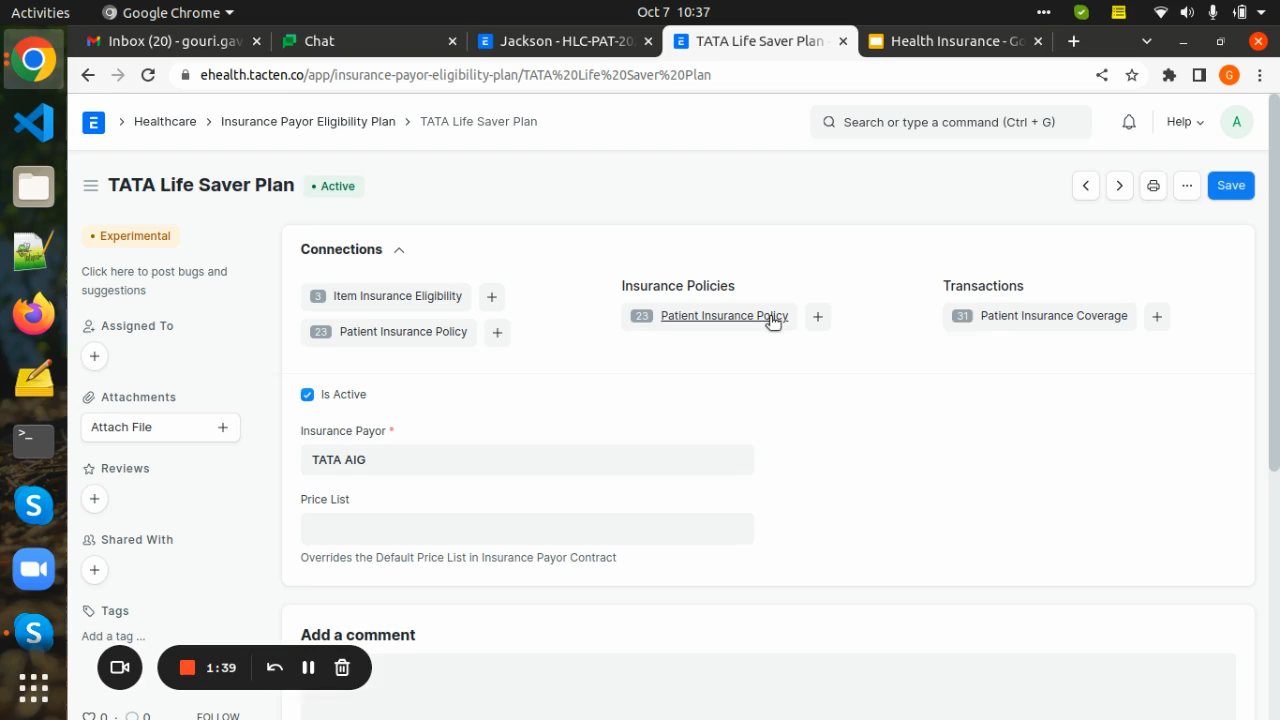 Activities
Google Chrome
Oct 7 10:37
Inbox (20) - gouri.gav
Chat
Jackson - HLC-PAT-20
TATA Life Saver Plan -
Health Insurance - Go
ehealth.tacten.co/app/insurance-payor-eligibility-plan/TATA%20Life%20Saver%20Plan
G
E
Healthcare
Insurance Payor Eligibility Plan
TATA Life Saver Plan
Search or type a command (Ctrl + G)
Help
A
TATA Life Saver Plan
Active
Save
Experimental
Click here to post bugs and
suggestions
Assigned To
Attachments
Attach File
Reviews
Shared With
Tags
Add a tag ...
0 · 0
FOLLOW
Connections
3 Item Insurance Eligibility
23 Patient Insurance Policy
Insurance Policies
23 Patient Insurance Policy
Transactions
31 Patient Insurance Coverage
Is Active
Insurance Payor *
TATA AIG
Price List
Overrides the Default Price List in Insurance Payor Contract
Add a comment
1:39